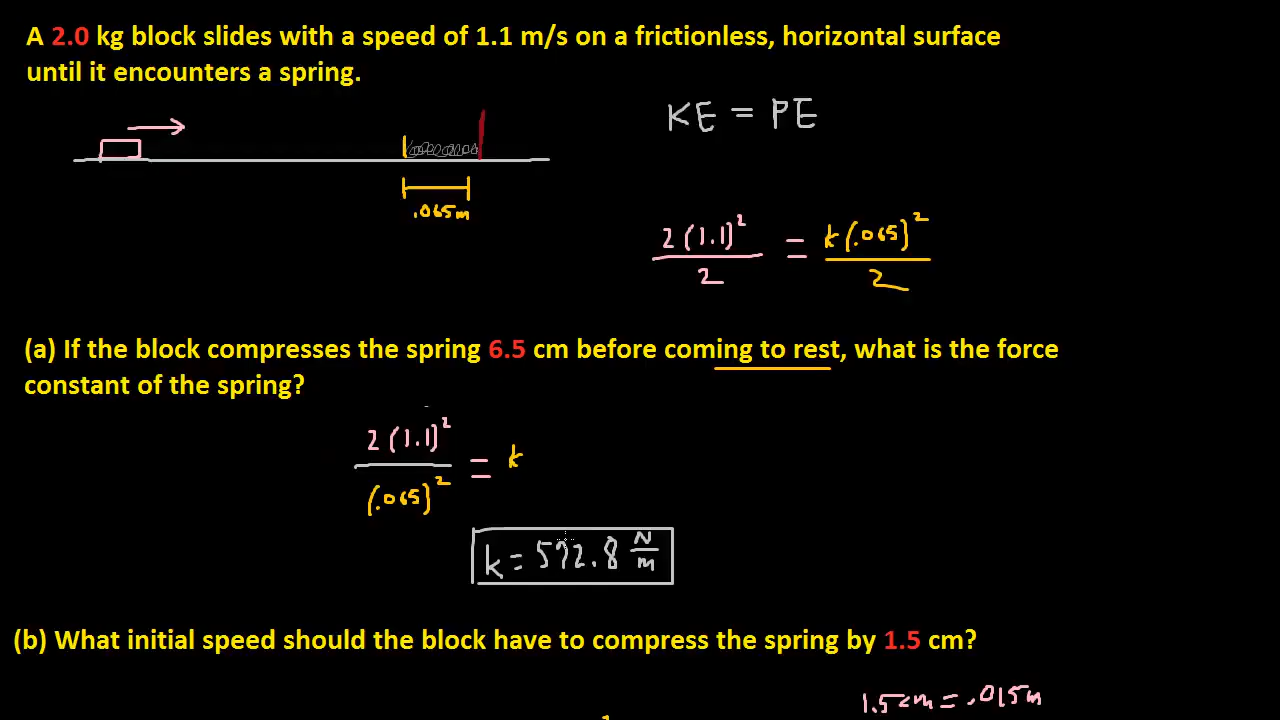 A 2.0 kg block slides with a speed of 1.1 m/s on a frictionless, horizontal surface
until it encounters a spring.
KE = PE
.065m
2(1.1)² / 2 = k(.065)² / 2
(a) If the block compresses the spring 6.5 cm before coming to rest, what is the force
constant of the spring?
2(1.1)² / (.065)² = k
k = 572.8 N/m
(b) What initial speed should the block have to compress the spring by 1.5 cm?
1.5cm = .015m